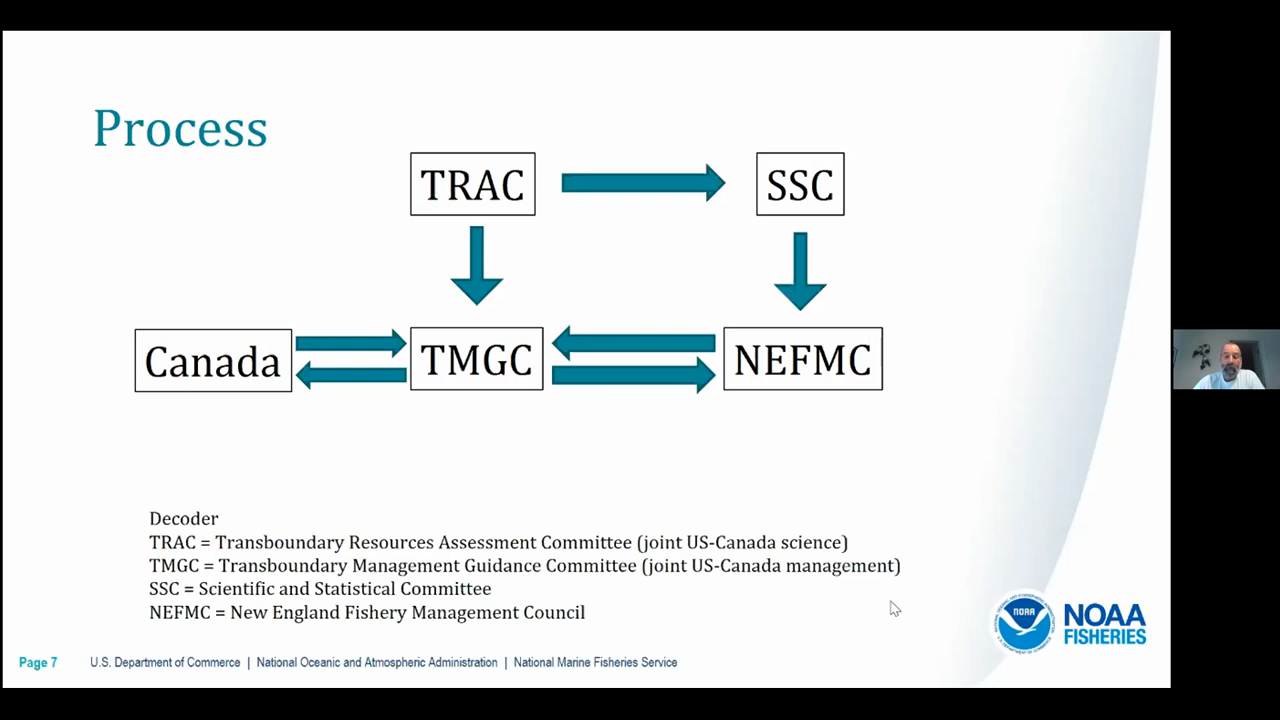 Process
TRAC
SSC
Canada
TMGC
NEFMC
Decoder
TRAC = Transboundary Resources Assessment Committee (joint US-Canada science)
TMGC = Transboundary Management Guidance Committee (joint US-Canada management)
SSC = Scientific and Statistical Committee
NEFMC = New England Fishery Management Council
NOAA
NOAA
FISHERIES
Page 7 U.S. Department of Commerce | National Oceanic and Atmospheric Administration | National Marine Fisheries Service